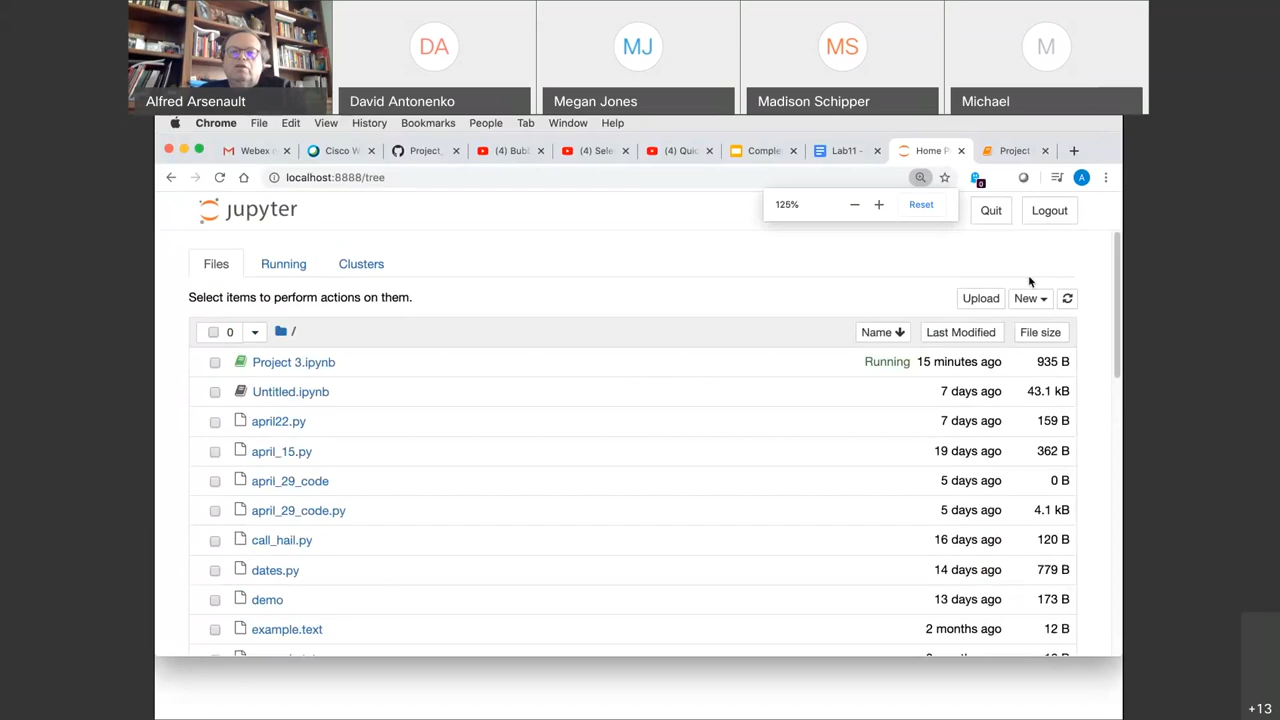 DA
MJ
MS
M
Alfred Arsenault
David Antonenko
Megan Jones
Madison Schipper
Michael
Chrome File Edit View History Bookmarks People Tab Window Help
Webex c
Cisco W
Project_
(4) Bub
(4) Sele
(4) Quic
Comple
Lab11 -
Home P
Project
localhost:8888/tree
A
jupyter
125%
Reset
Quit
Logout
Files
Running
Clusters
Select items to perform actions on them.
Upload
New
0
/
Name
Last Modified
File size
Project 3.ipynb Running 15 minutes ago 935 B
Untitled.ipynb 7 days ago 43.1 kB
april22.py 7 days ago 159 B
april_15.py 19 days ago 362 B
april_29_code 5 days ago 0 B
april_29_code.py 5 days ago 4.1 kB
call_hail.py 16 days ago 120 B
dates.py 14 days ago 779 B
demo 13 days ago 173 B
example.text 2 months ago 12 B
+13